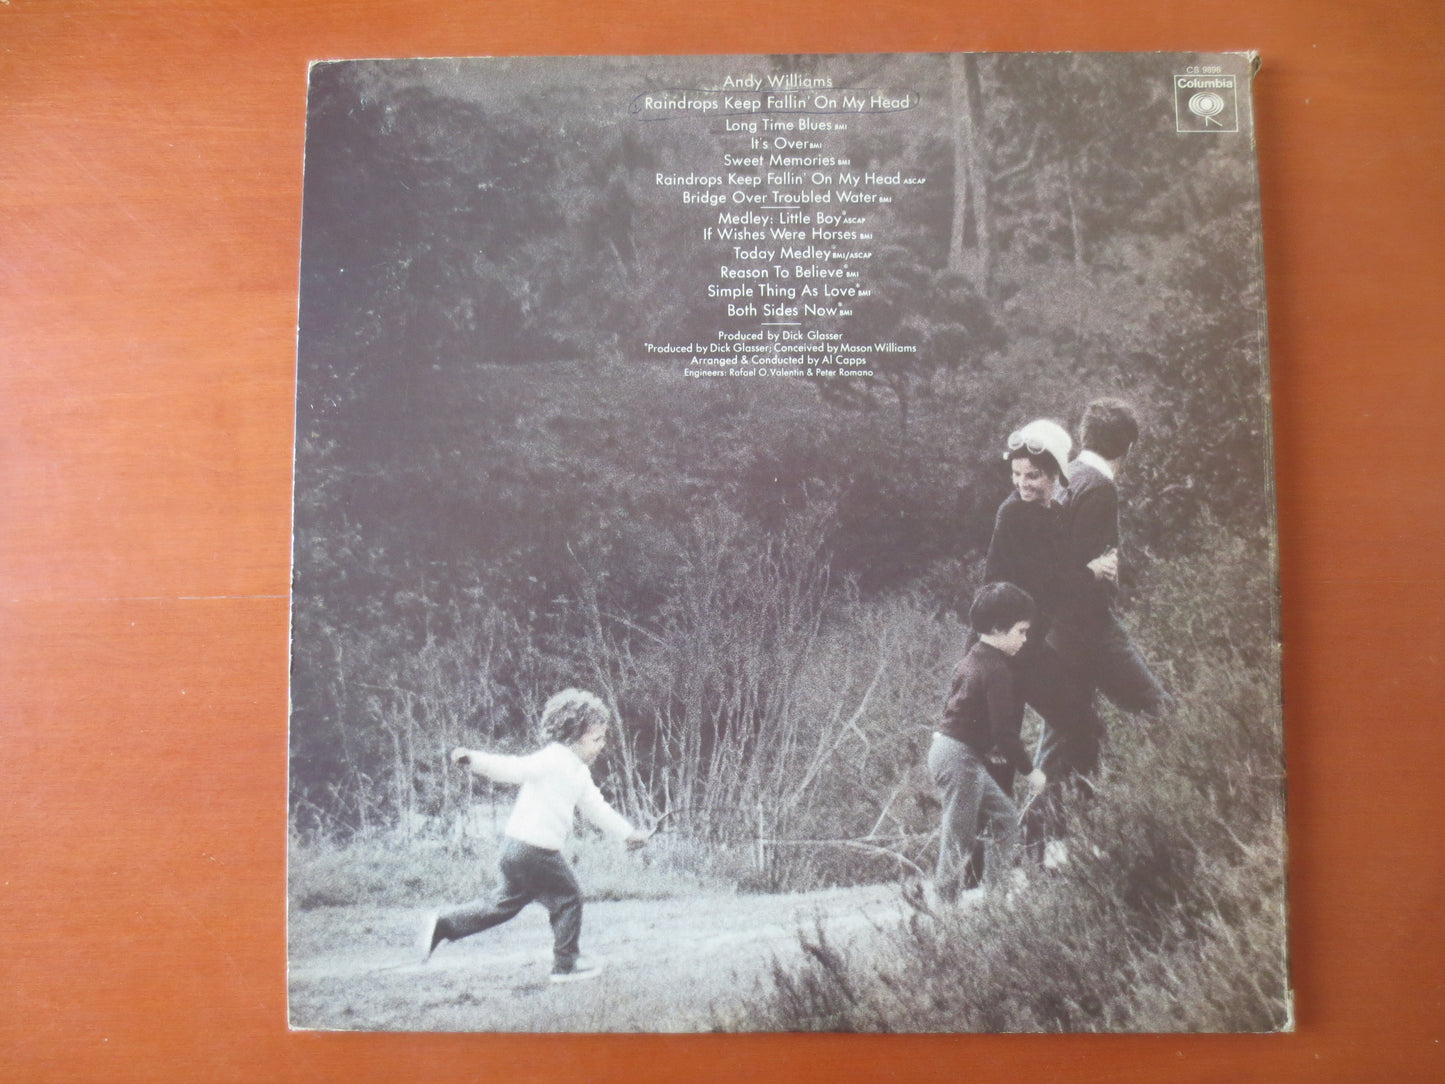 Andy Williams
Raindrops Keep Fallin' On My Head
Long Time Blues BMI
It's Over BMI
Sweet Memories BMI
Raindrops Keep Fallin' On My Head ASCAP
Bridge Over Troubled Water BMI
Medley: Little Boy* ASCAP
If Wishes Were Horses BMI
Today Medley* BMI/ASCAP
Reason To Believe* BMI
Simple Thing As Love* BMI
Both Sides Now* BMI
Produced by Dick Glasser
*Produced by Dick Glasser; Conceived by Mason Williams
Arranged & Conducted by Al Capps
Engineers: Rafael O. Valentin & Peter Romano
CS 9896
Columbia